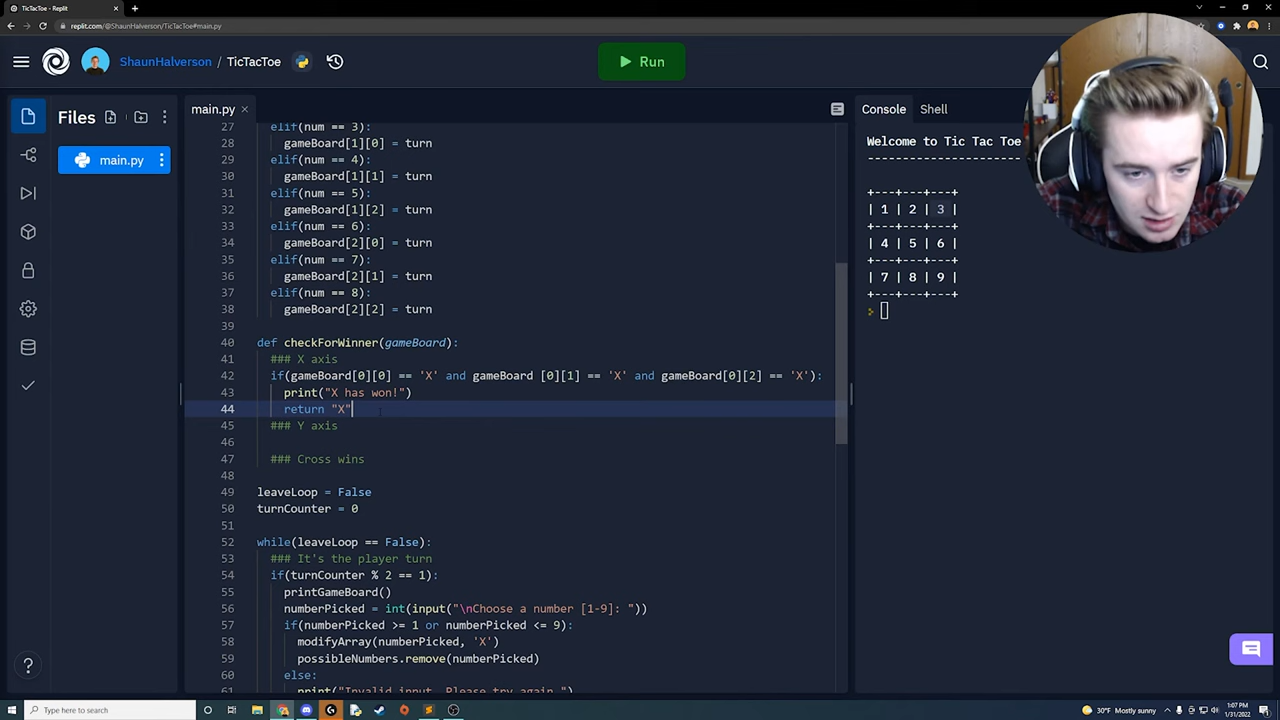 TicTacToe - Replit
replit.com/@ShaunHalverson/TicTacToe#main.py
ShaunHalverson / TicTacToe
Run
Files
main.py
main.py
Console
Shell
27 elif(num == 3):
28 gameBoard[1][0] = turn
29 elif(num == 4):
30 gameBoard[1][1] = turn
31 elif(num == 5):
32 gameBoard[1][2] = turn
33 elif(num == 6):
34 gameBoard[2][0] = turn
35 elif(num == 7):
36 gameBoard[2][1] = turn
37 elif(num == 8):
38 gameBoard[2][2] = turn
39
40 def checkForWinner(gameBoard):
41 ### X axis
42 if(gameBoard[0][0] == 'X' and gameBoard [0][1] == 'X' and gameBoard[0][2] == 'X'):
43 print("X has won!")
44 return "X"
45 ### Y axis
46
47 ### Cross wins
48
49 leaveLoop = False
50 turnCounter = 0
51
52 while(leaveLoop == False):
53 ### It's the player turn
54 if(turnCounter % 2 == 1):
55 printGameBoard()
56 numberPicked = int(input("\nChoose a number [1-9]: "))
57 if(numberPicked >= 1 or numberPicked <= 9):
58 modifyArray(numberPicked, 'X')
59 possibleNumbers.remove(numberPicked)
60 else:
61 print("Invalid input. Please try again.")
Welcome to Tic Tac Toe
-----------------------
+---+---+---+
| 1 | 2 | 3 |
+---+---+---+
| 4 | 5 | 6 |
+---+---+---+
| 7 | 8 | 9 |
+---+---+---+
>
?
Type here to search
30°F Mostly sunny
1:07 PM
1/31/2022